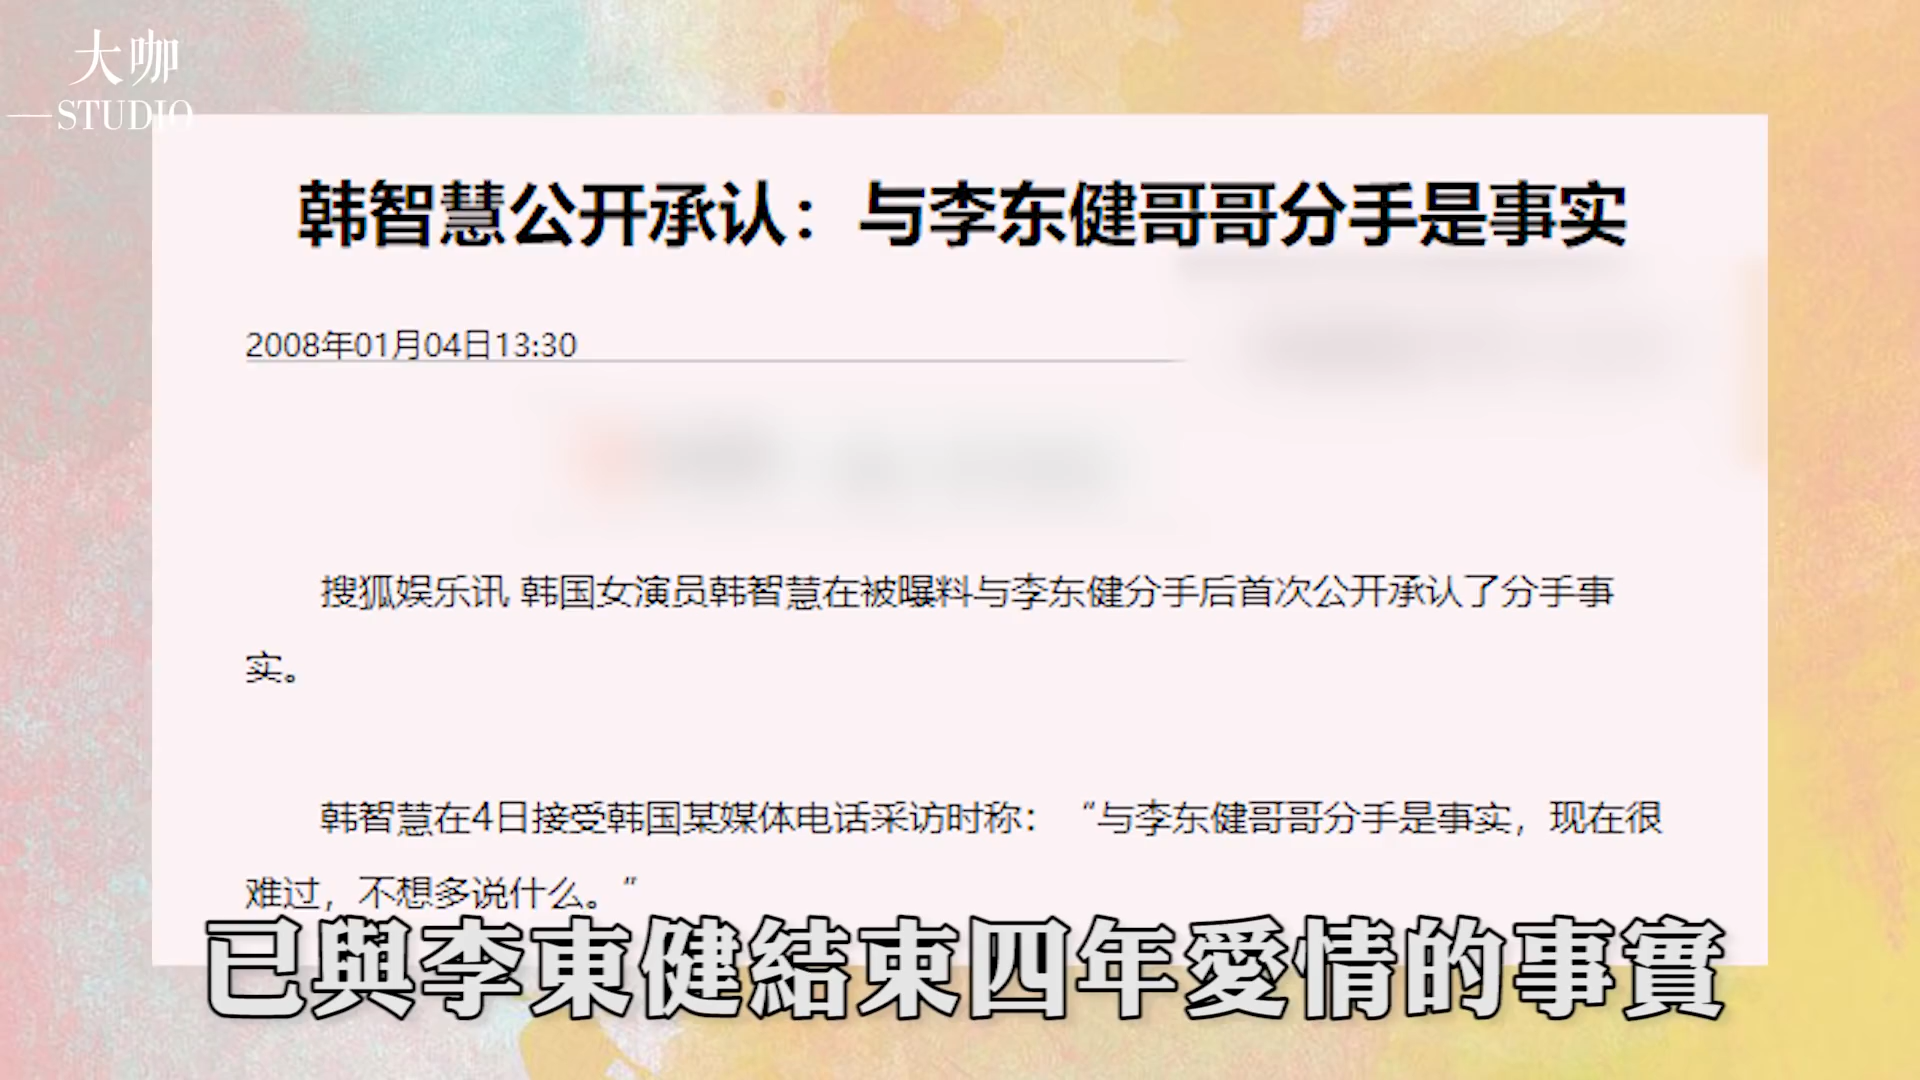 大咖
STUDIO
韩智慧公开承认：与李东健哥哥分手是事实
2008年01月04日13:30
搜狐娱乐讯 韩国女演员韩智慧在被曝料与李东健分手后首次公开承认了分手事
实。
韩智慧在4日接受韩国某媒体电话采访时称：“与李东健哥哥分手是事实，现在很
难过，不想多说什么。”
已與李東健結束四年愛情的事實